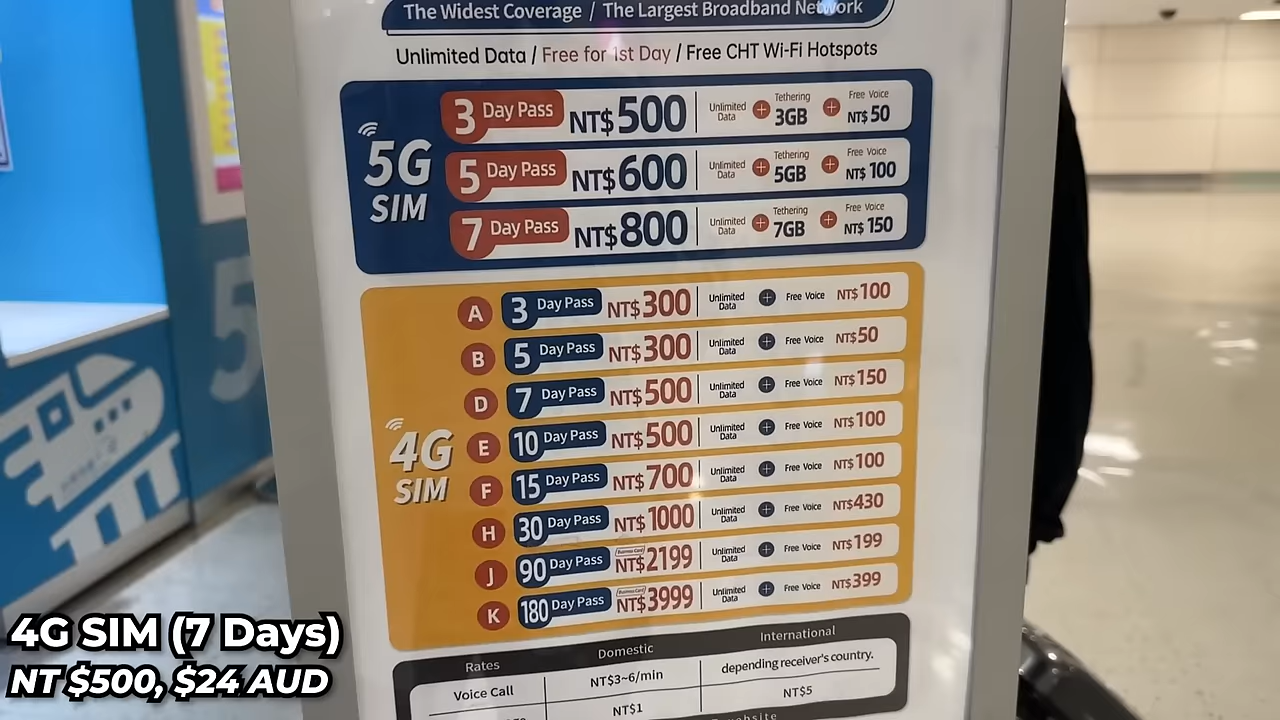 The Widest Coverage / The Largest Broadband Network
Unlimited Data / Free for 1st Day / Free CHT Wi-Fi Hotspots
5G SIM
3 Day Pass NT$500 Unlimited Data + Tethering 3GB + Free Voice NT$ 50
5 Day Pass NT$600 Unlimited Data + Tethering 5GB + Free Voice NT$ 100
7 Day Pass NT$800 Unlimited Data + Tethering 7GB + Free Voice NT$ 150
4G SIM
A 3 Day Pass NT$300 Unlimited Data + Free Voice NT$100
B 5 Day Pass NT$300 Unlimited Data + Free Voice NT$50
D 7 Day Pass NT$500 Unlimited Data + Free Voice NT$150
E 10 Day Pass NT$500 Unlimited Data + Free Voice NT$100
F 15 Day Pass NT$700 Unlimited Data + Free Voice NT$100
H 30 Day Pass NT$1000 Unlimited Data + Free Voice NT$430
J 90 Day Pass Business Card NT$2199 Unlimited Data + Free Voice NT$199
K 180 Day Pass Business Card NT$3999 Unlimited Data + Free Voice NT$399
Rates Domestic International
Voice Call NT$3~6/min depending receiver's country.
NT$1 NT$5
website
5
4G SIM (7 Days)
NT $500, $24 AUD